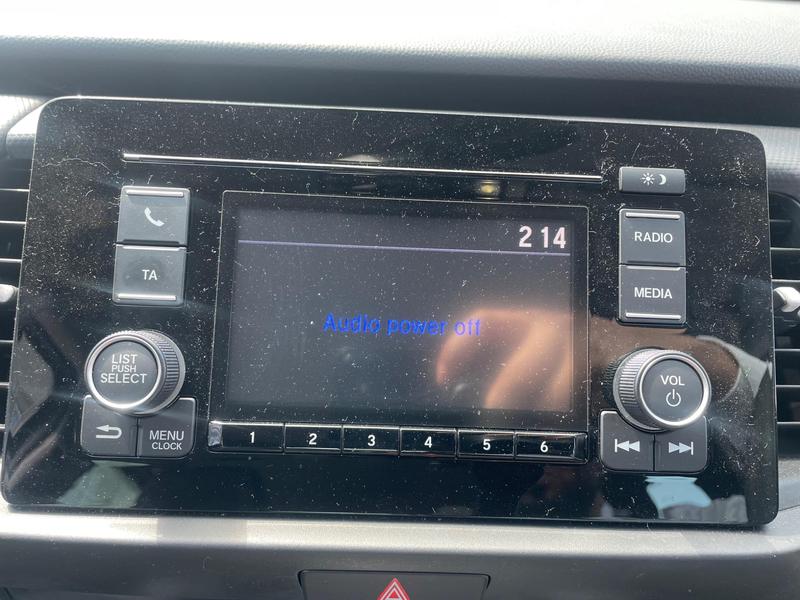 2 14
Audio power off
TA
RADIO
MEDIA
LIST
PUSH
SELECT
VOL
MENU
CLOCK
1 2 3 4 5 6